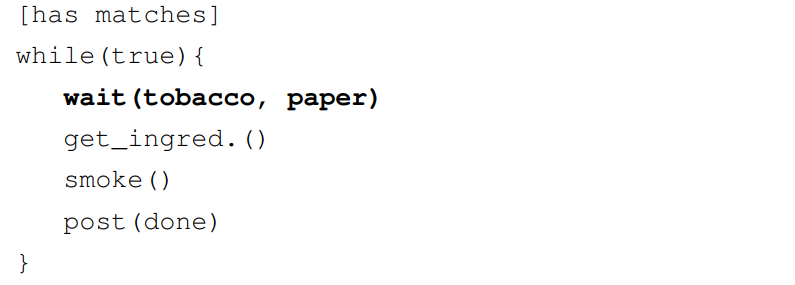 [has matches]
while(true){
wait(tobacco, paper)
get_ingred.()
smoke()
post(done)
}